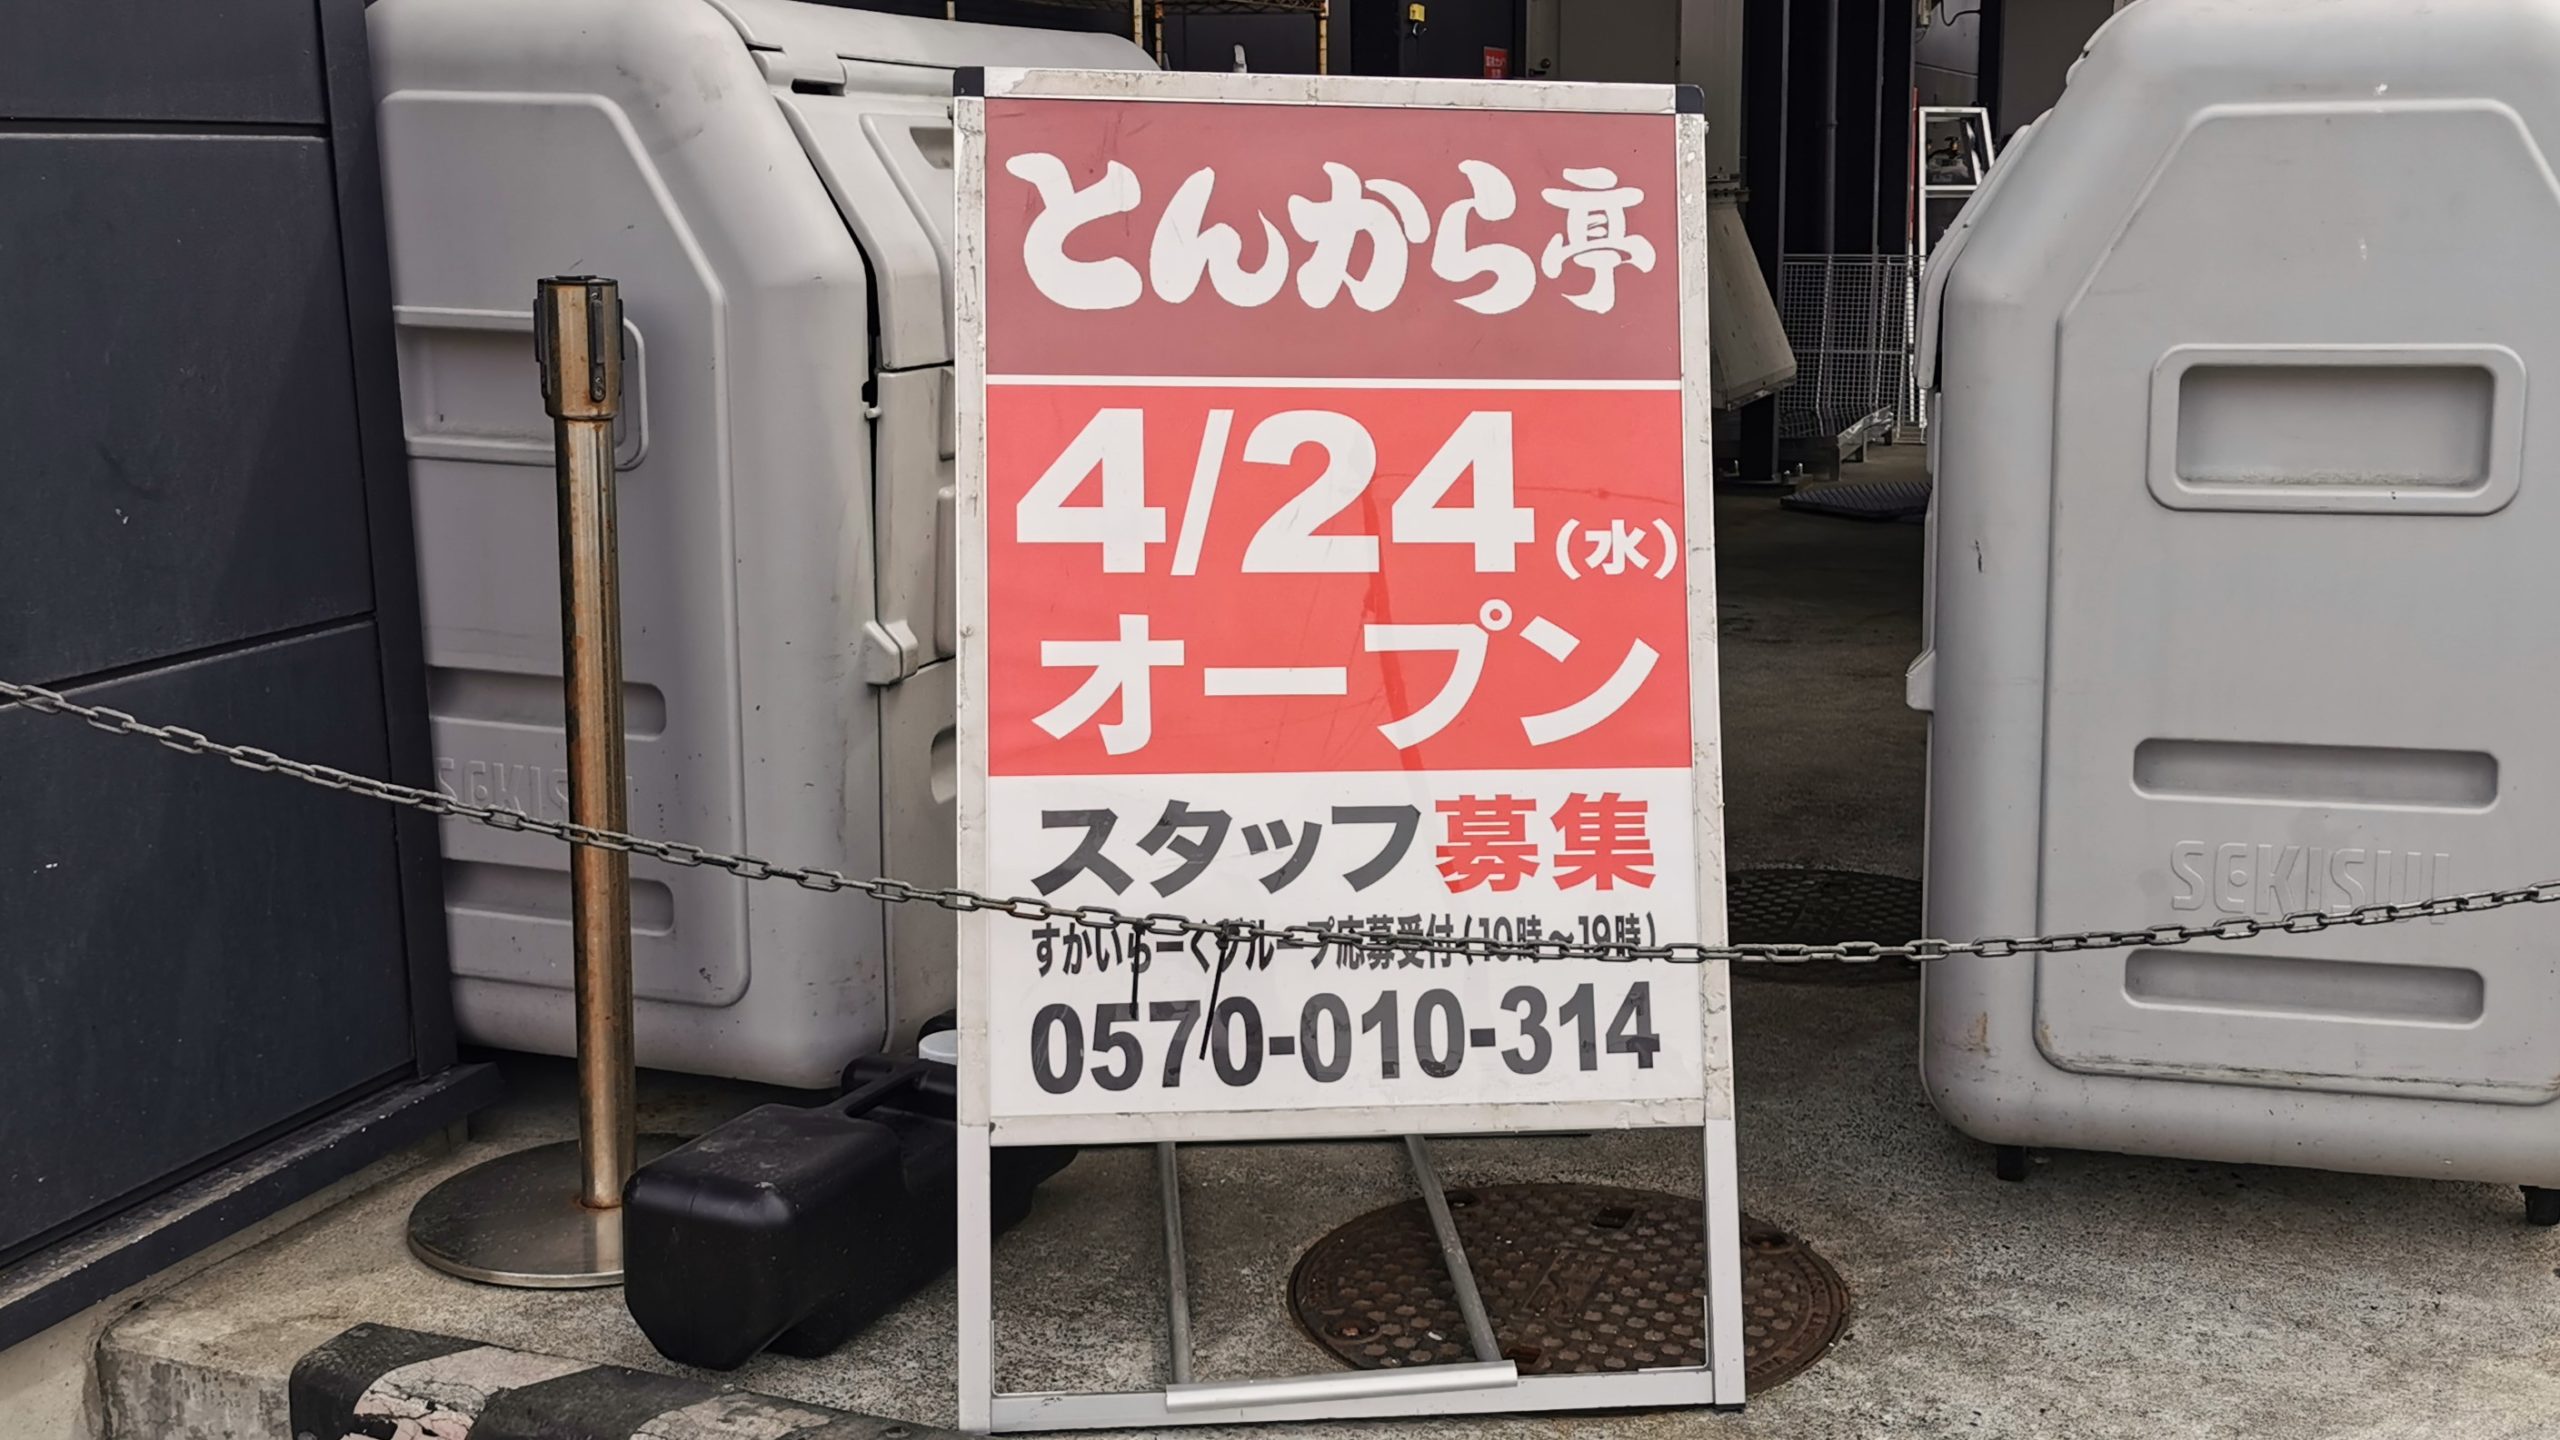 とんから亭
4/24(水)
オープン
スタッフ募集
すかいらーくグループ応募受付(10時～19時)
0570-010-314
SEKISUI
SEKISUI